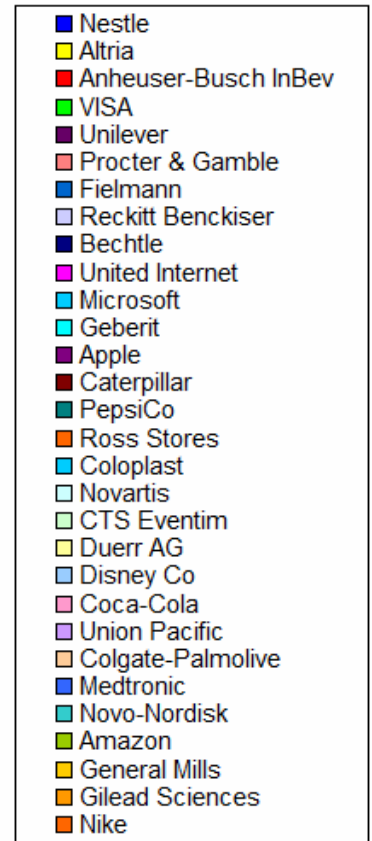 Nestle
Altria
Anheuser-Busch InBev
VISA
Unilever
Procter & Gamble
Fielmann
Reckitt Benckiser
Bechtle
United Internet
Microsoft
Geberit
Apple
Caterpillar
PepsiCo
Ross Stores
Coloplast
Novartis
CTS Eventim
Duerr AG
Disney Co
Coca-Cola
Union Pacific
Colgate-Palmolive
Medtronic
Novo-Nordisk
Amazon
General Mills
Gilead Sciences
Nike